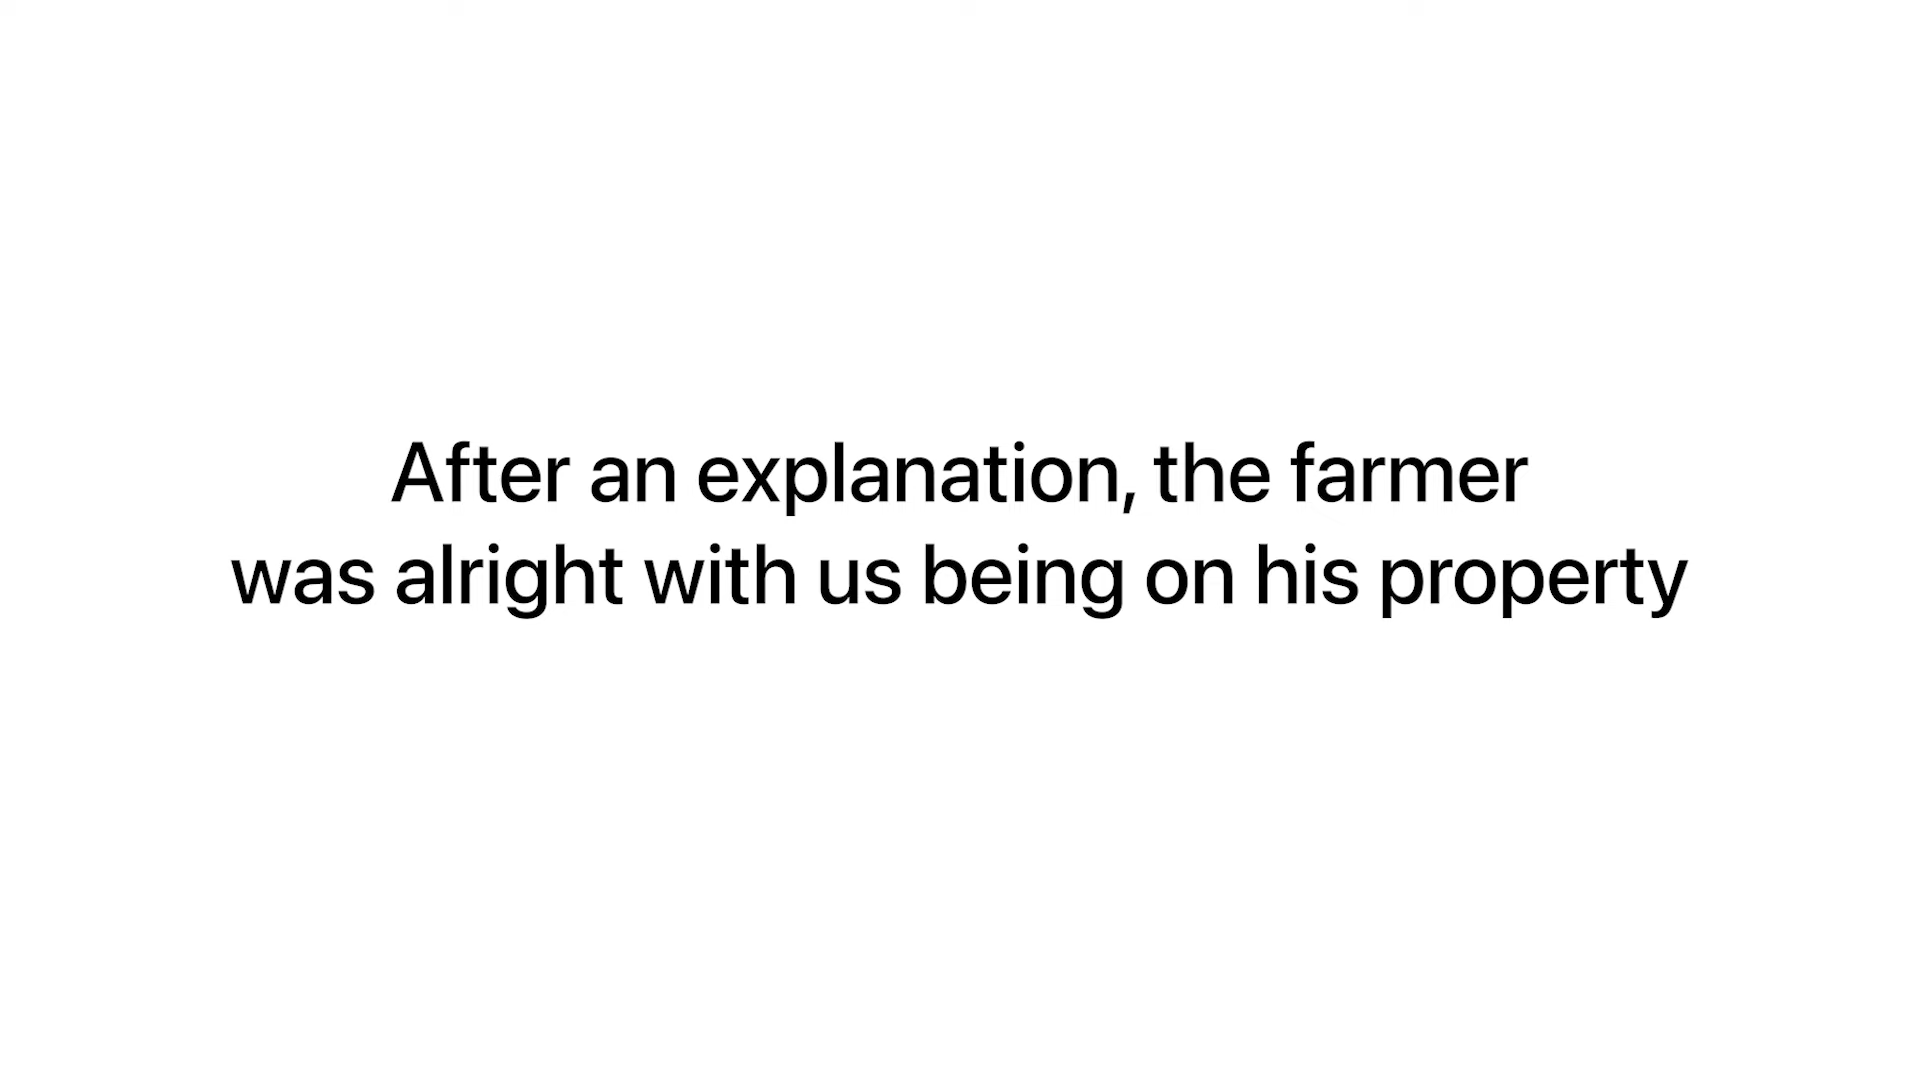 After an explanation, the farmer
was alright with us being on his property